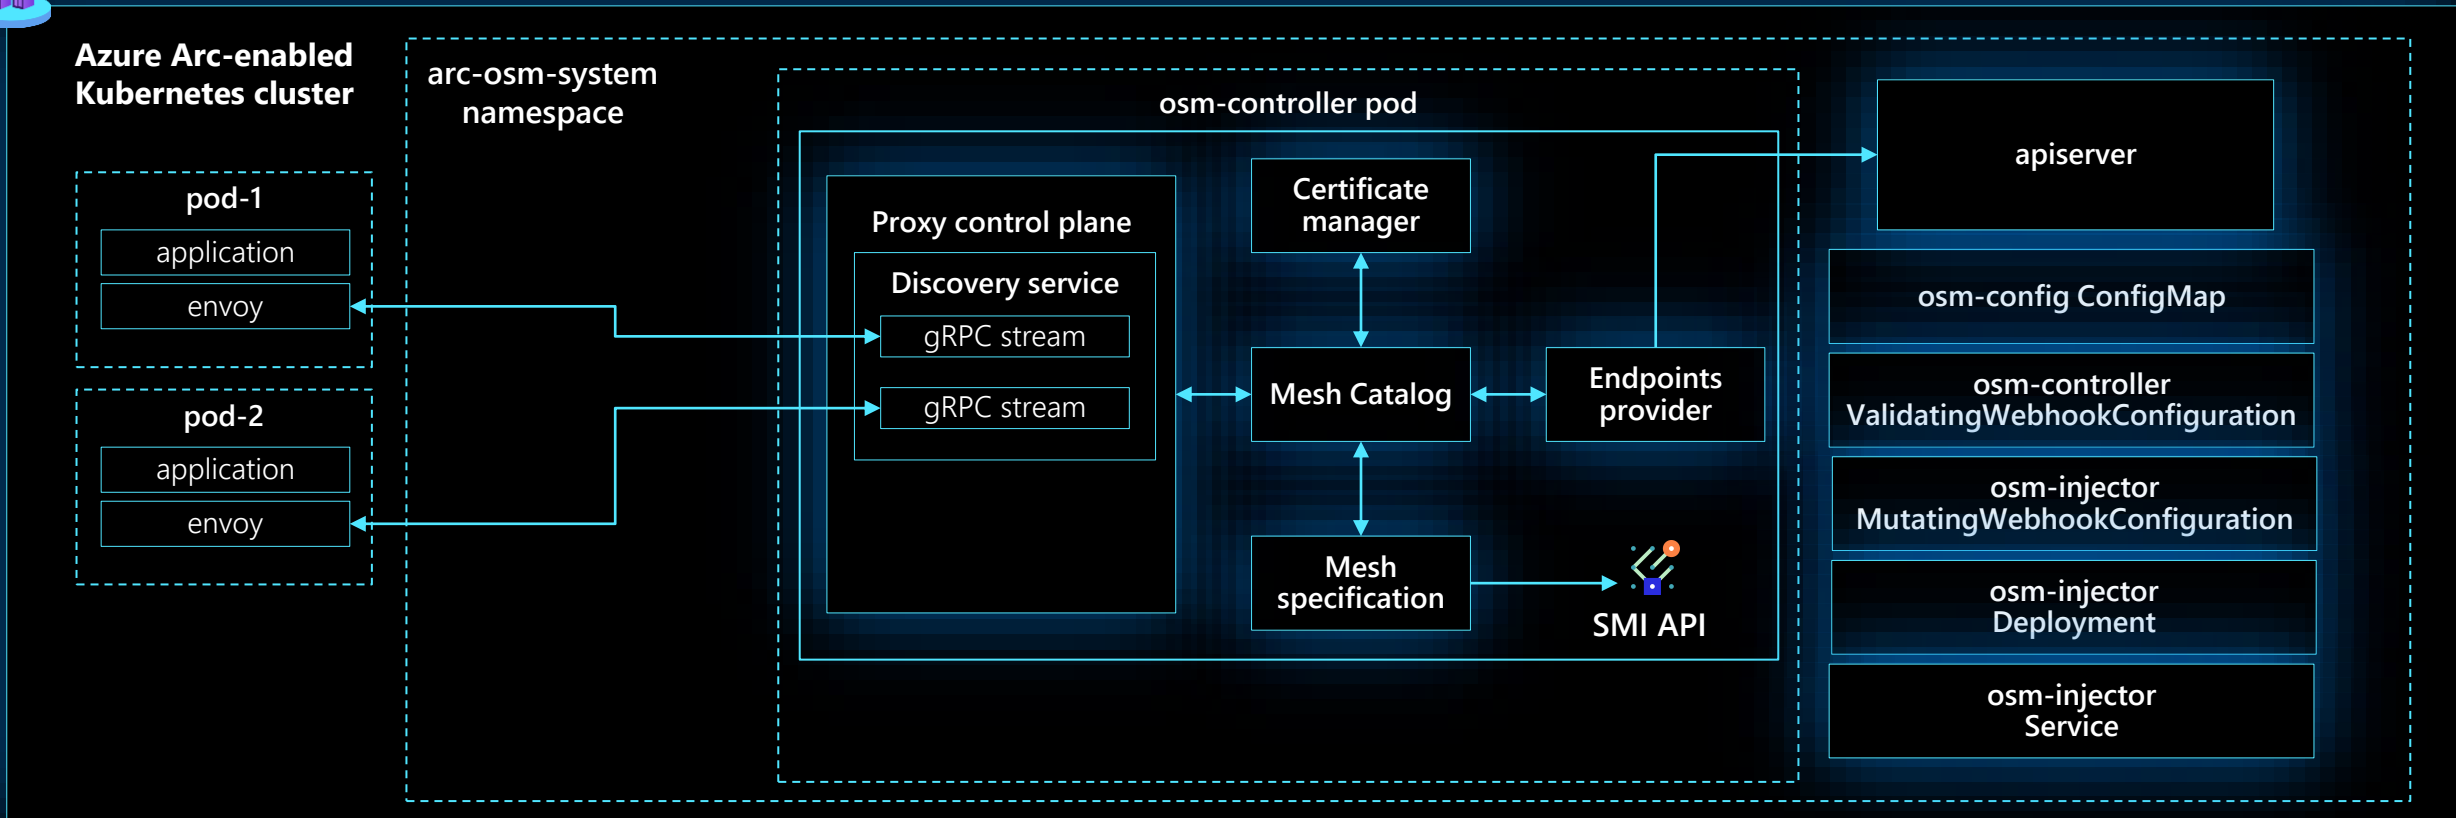 Azure Arc-enabled
Kubernetes cluster
pod-1
application
envoy
pod-2
application
envoy
arc-osm-system
namespace
osm-controller pod
Proxy control plane
Discovery service
gRPC stream
gRPC stream
Certificate
manager
Mesh Catalog
Mesh
specification
Endpoints
provider
SMI API
apiserver
osm-config ConfigMap
osm-controller
ValidatingWebhookConfiguration
osm-injector
MutatingWebhookConfiguration
osm-injector
Deployment
osm-injector
Service